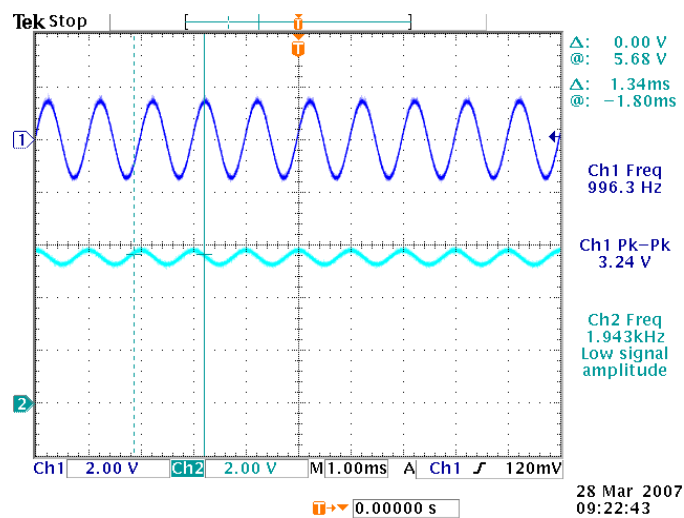 Tek Stop
T
T
Δ: 0.00 V
@: 5.68 V
Δ: 1.34ms
@: −1.80ms
1
Ch1 Freq
996.3 Hz
Ch1 Pk−Pk
3.24 V
Ch2 Freq
1.943kHz
Low signal
amplitude
2
Ch1 2.00 V Ch2 2.00 V M 1.00ms A Ch1 120mV
T 0.00000 s
28 Mar 2007
09:22:43